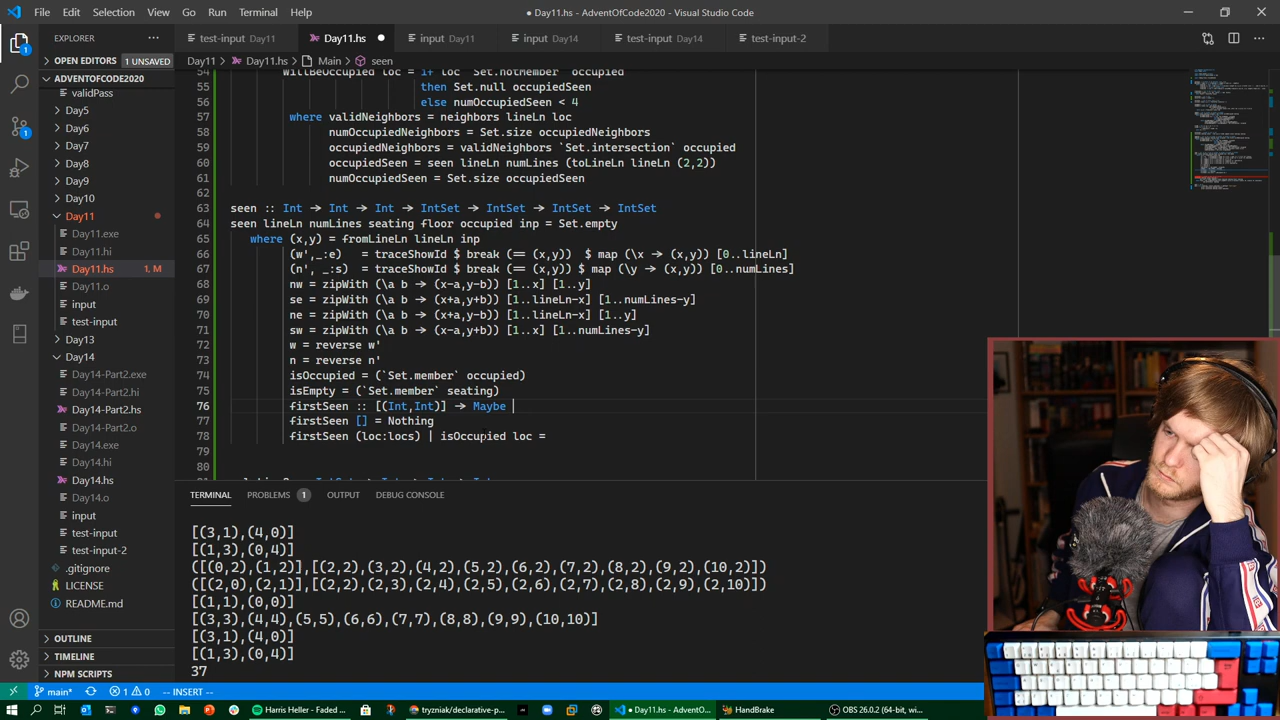 File Edit Selection View Go Run Terminal Help
● Day11.hs - AdventOfCode2020 - Visual Studio Code
EXPLORER ···
test-input Day11
Day11.hs ●
input Day11
input Day14
test-input Day14
test-input-2
OPEN EDITORS 1 UNSAVED
Day11 > Day11.hs > Main > seen
ADVENTOFCODE2020
validPass
Day5
Day6
Day7
Day8
Day9
Day10
Day11
Day11.exe
Day11.hi
Day11.hs 1, M
Day11.o
input
test-input
Day13
Day14
Day14-Part2.exe
Day14-Part2.hi
Day14-Part2.hs
Day14-Part2.o
Day14.exe
Day14.hi
Day14.hs
Day14.o
input
test-input
test-input-2
.gitignore
LICENSE
README.md
OUTLINE
TIMELINE
NPM SCRIPTS
54 willBeOccupied loc = if loc `Set.notMember` occupied
55 then Set.null occupiedSeen
56 else numOccupiedSeen < 4
57 where validNeighbors = neighbors lineLn loc
58 numOccupiedNeighbors = Set.size occupiedNeighbors
59 occupiedNeighbors = validNeighbors `Set.intersection` occupied
60 occupiedSeen = seen lineLn numLines (toLineLn lineLn (2,2))
61 numOccupiedSeen = Set.size occupiedSeen
62
63 seen :: Int → Int → Int → IntSet → IntSet → IntSet → IntSet
64 seen lineLn numLines seating floor occupied inp = Set.empty
65 where (x,y) = fromLineLn lineLn inp
66 (w',_:e) = traceShowId $ break (== (x,y)) $ map (\x → (x,y)) [0..lineLn]
67 (n', _:s) = traceShowId $ break (== (x,y)) $ map (\y → (x,y)) [0..numLines]
68 nw = zipWith (\a b → (x-a,y-b)) [1..x] [1..y]
69 se = zipWith (\a b → (x+a,y+b)) [1..lineLn-x] [1..numLines-y]
70 ne = zipWith (\a b → (x+a,y-b)) [1..lineLn-x] [1..y]
71 sw = zipWith (\a b → (x-a,y+b)) [1..x] [1..numLines-y]
72 w = reverse w'
73 n = reverse n'
74 isOccupied = (`Set.member` occupied)
75 isEmpty = (`Set.member` seating)
76 firstSeen :: [(Int,Int)] → Maybe
77 firstSeen [] = Nothing
78 firstSeen (loc:locs) | isOccupied loc =
79
80
TERMINAL PROBLEMS 1 OUTPUT DEBUG CONSOLE
[(3,1),(4,0)]
[(1,3),(0,4)]
([(0,2),(1,2)],[(2,2),(3,2),(4,2),(5,2),(6,2),(7,2),(8,2),(9,2),(10,2)])
([(2,0),(2,1)],[(2,2),(2,3),(2,4),(2,5),(2,6),(2,7),(2,8),(2,9),(2,10)])
[(1,1),(0,0)]
[(3,3),(4,4),(5,5),(6,6),(7,7),(8,8),(9,9),(10,10)]
[(3,1),(4,0)]
[(1,3),(0,4)]
37
main* 1 0 -- INSERT --
Harris Heller - Faded ...
tryzniak/declarative-p...
● Day11.hs - AdventO...
HandBrake
OBS 26.0.2 (64-bit, wi...